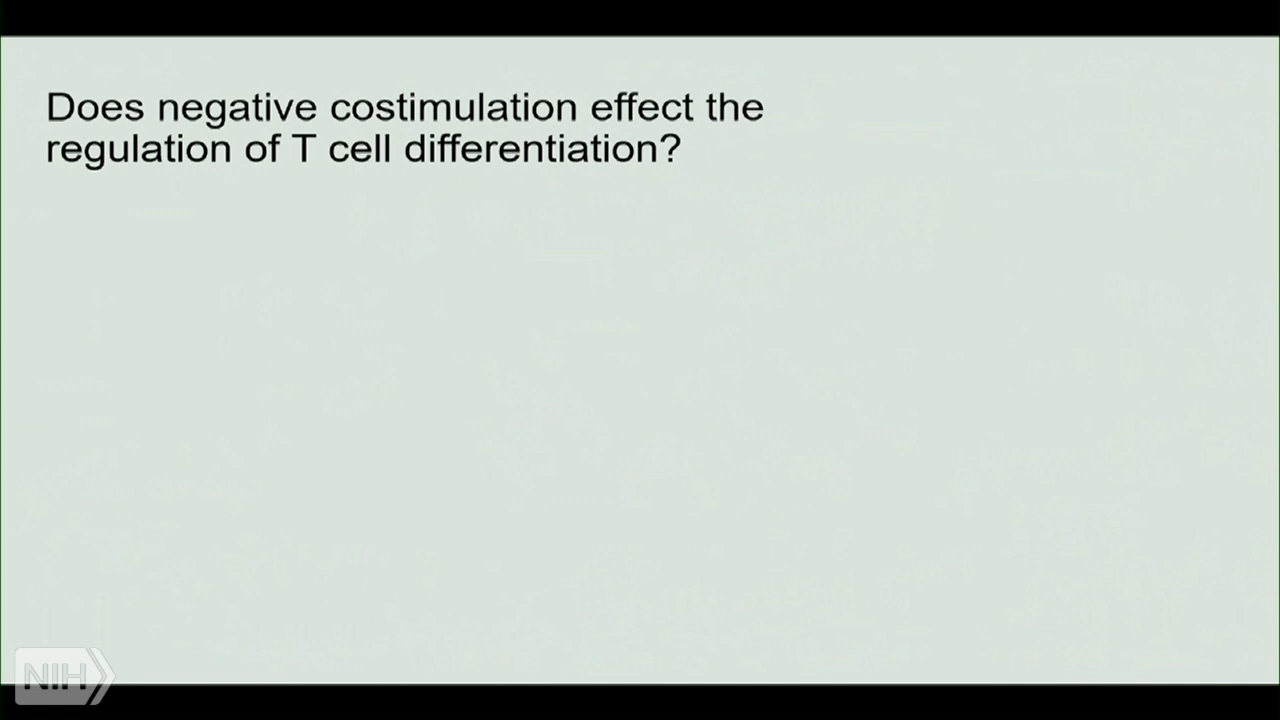 Does negative costimulation effect the
regulation of T cell differentiation?
NIH